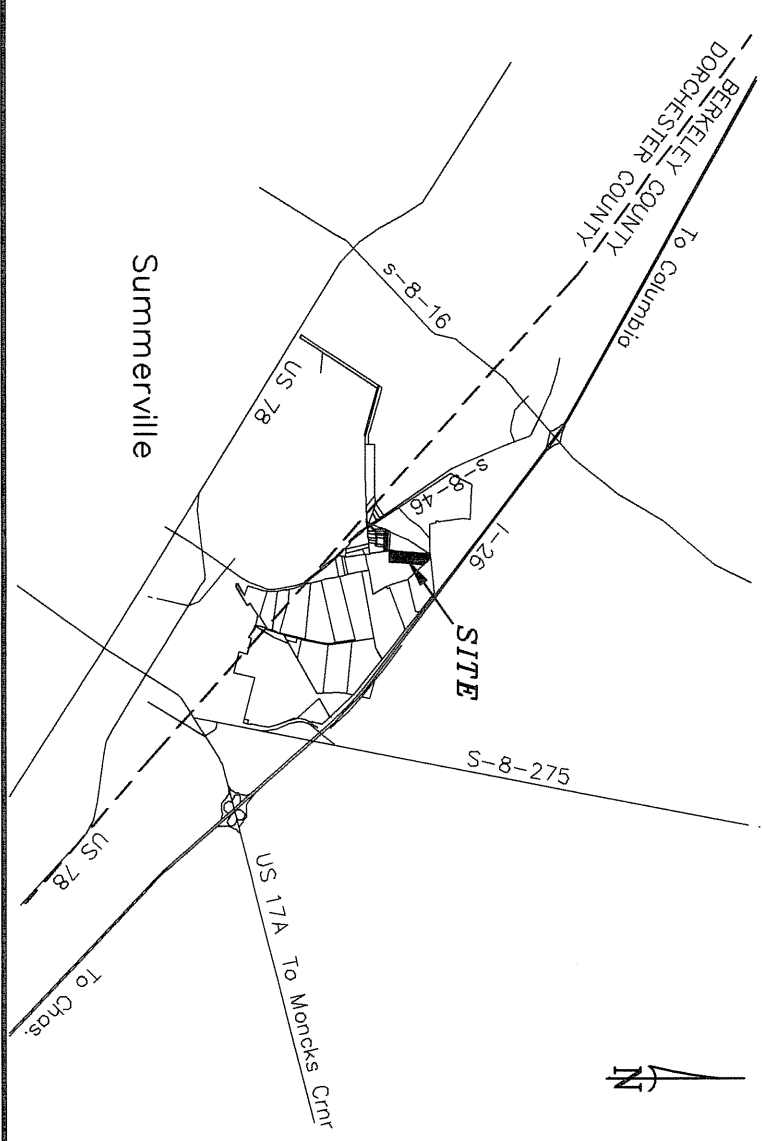 BERKELEY COUNTY
DORCHESTER COUNTY
To Columbia
s-8-16
Summerville
US 78
s-8-46
I-26
SITE
S-8-275
US 78
US 17A To Moncks Crnr
To Chas.
N